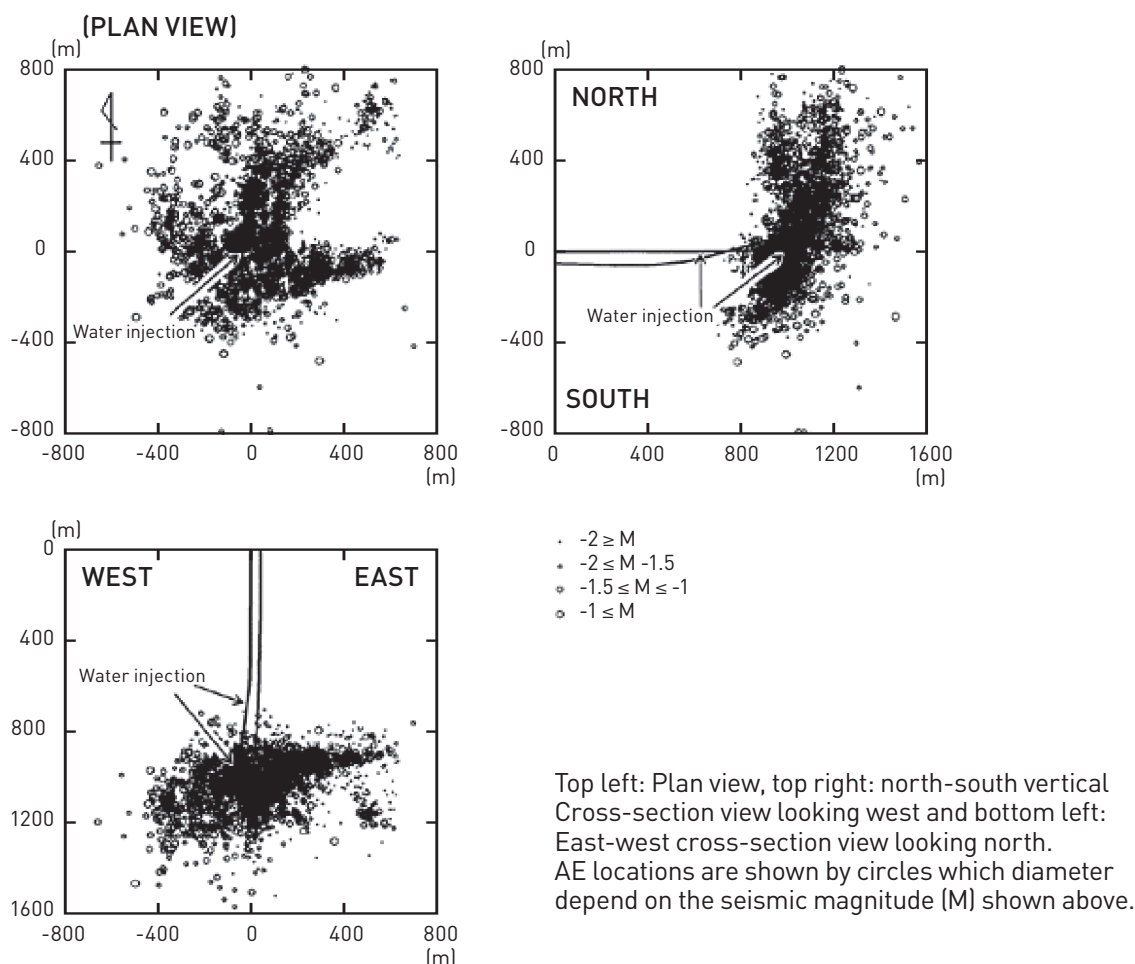 (PLAN VIEW)
(m)
800
400
0
-400
-800
-800 -400 0 400 800
(m)
Water injection
(m)
800
400
0
-400
-800
0 400 800 1200 1600
(m)
NORTH
Water injection
SOUTH
(m)
0
400
800
1200
1600
-800 -400 0 400 800
(m)
WEST EAST
Water injection
-2 ≥ M
-2 ≤ M -1.5
-1.5 ≤ M ≤ -1
-1 ≤ M
Top left: Plan view, top right: north-south vertical
Cross-section view looking west and bottom left:
East-west cross-section view looking north.
AE locations are shown by circles which diameter
depend on the seismic magnitude (M) shown above.